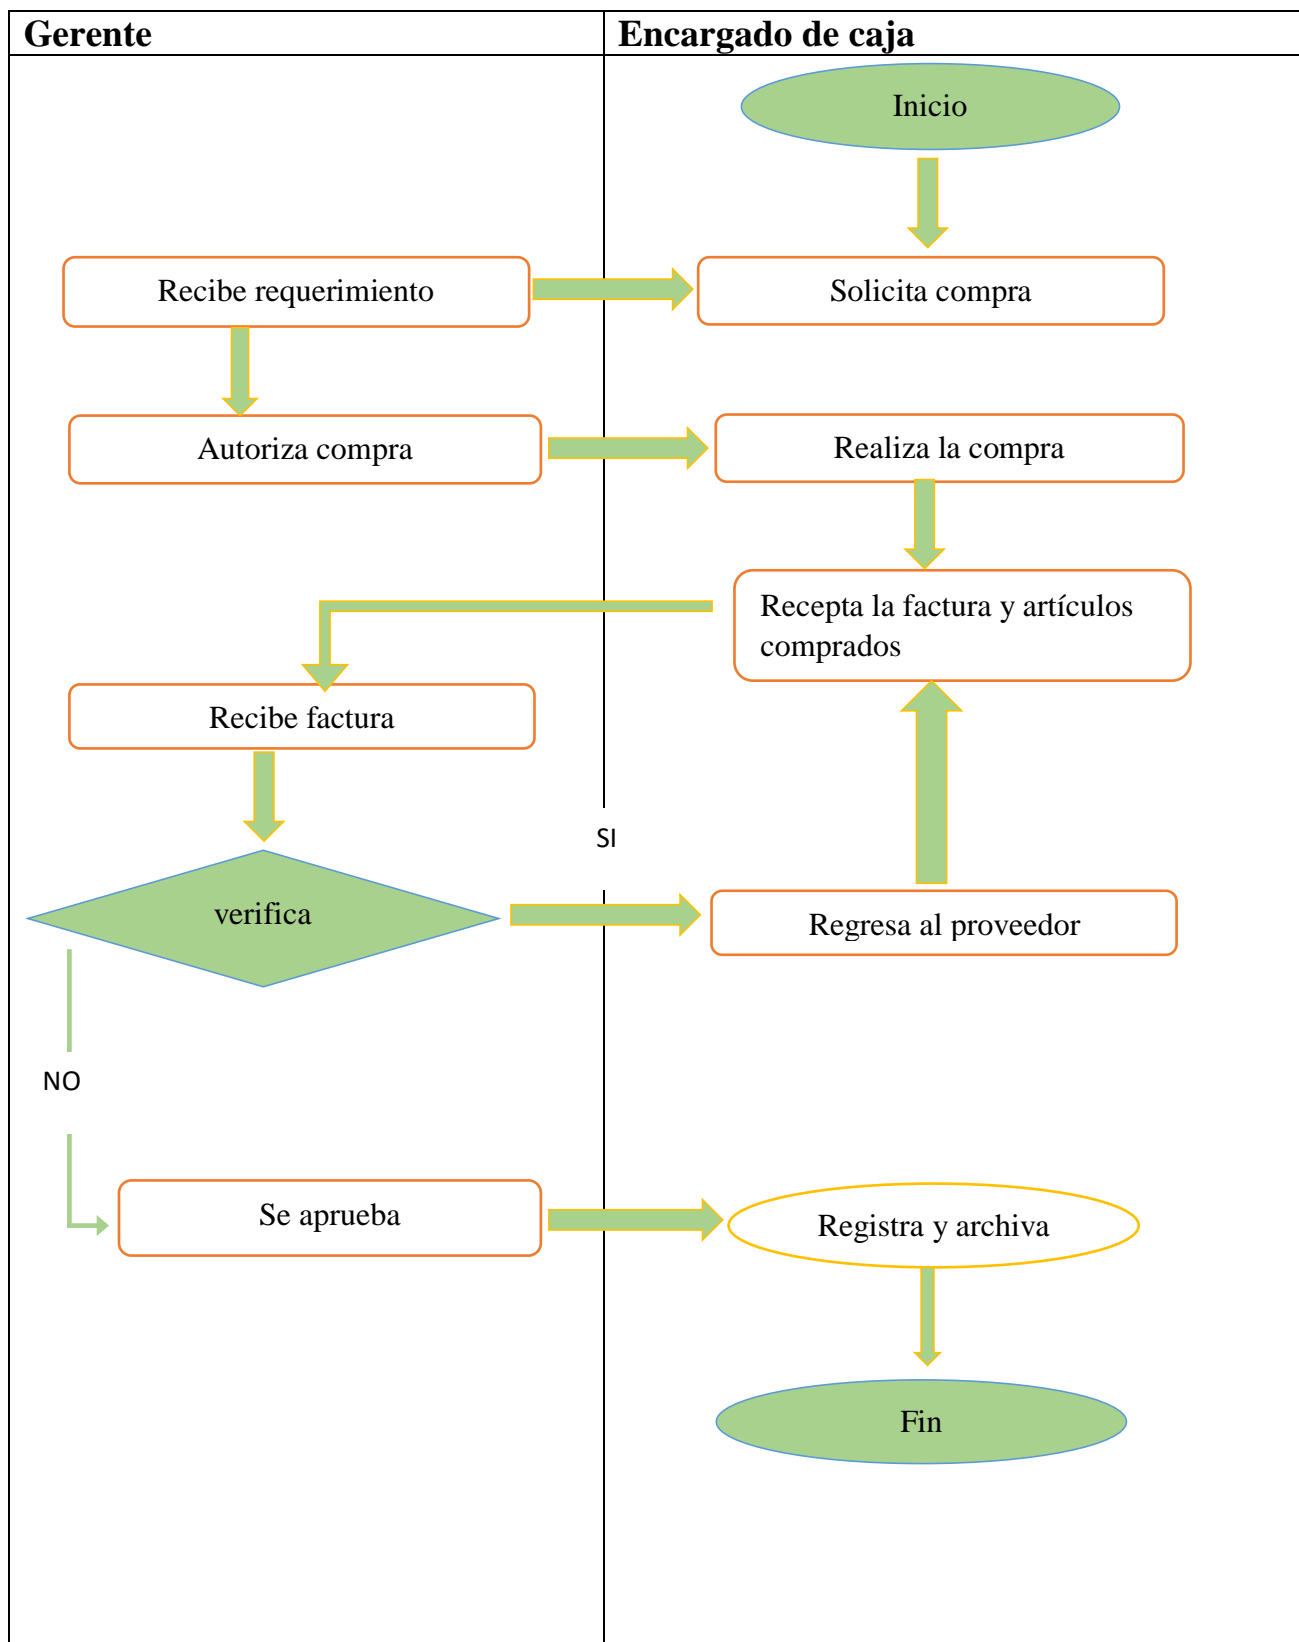 Gerente
Encargado de caja
Inicio
Recibe requerimiento
Solicita compra
Autoriza compra
Realiza la compra
Recepta la factura y artículos
comprados
Recibe factura
SI
verifica
Regresa al proveedor
NO
Se aprueba
Registra y archiva
Fin